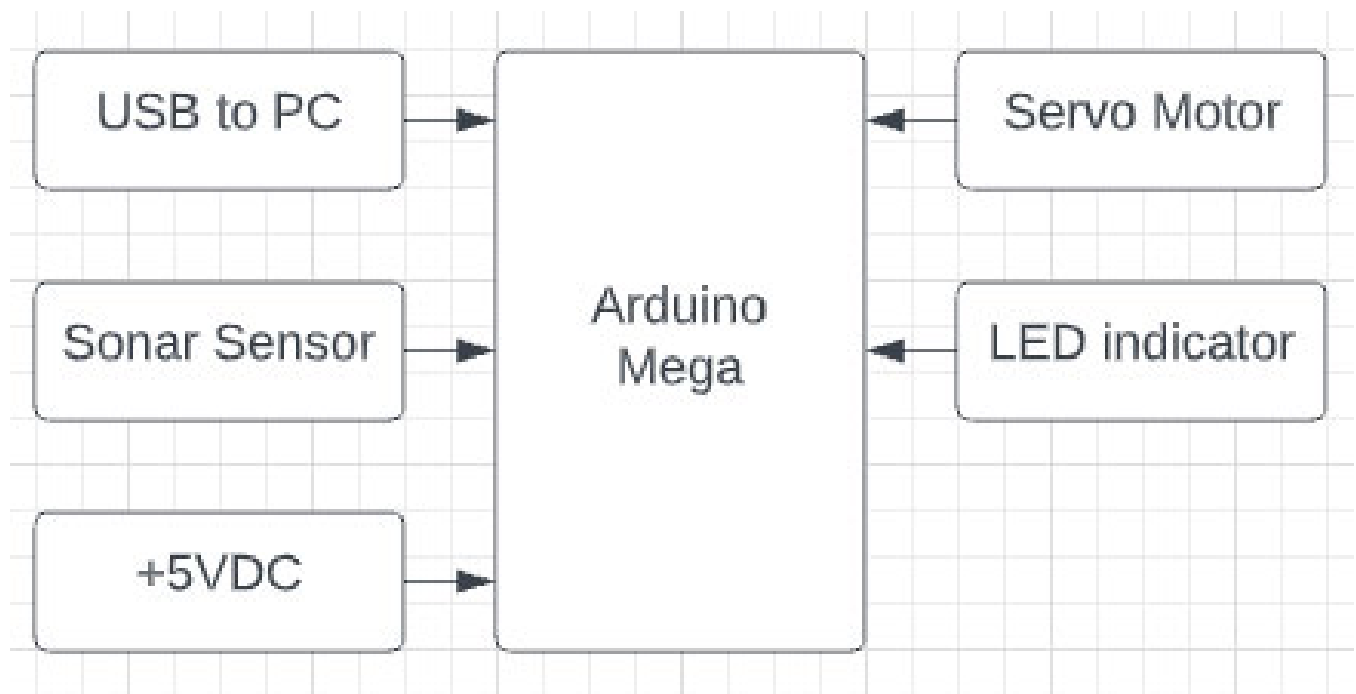 USB to PC
Servo Motor
Sonar Sensor
Arduino
Mega
LED indicator
+5VDC